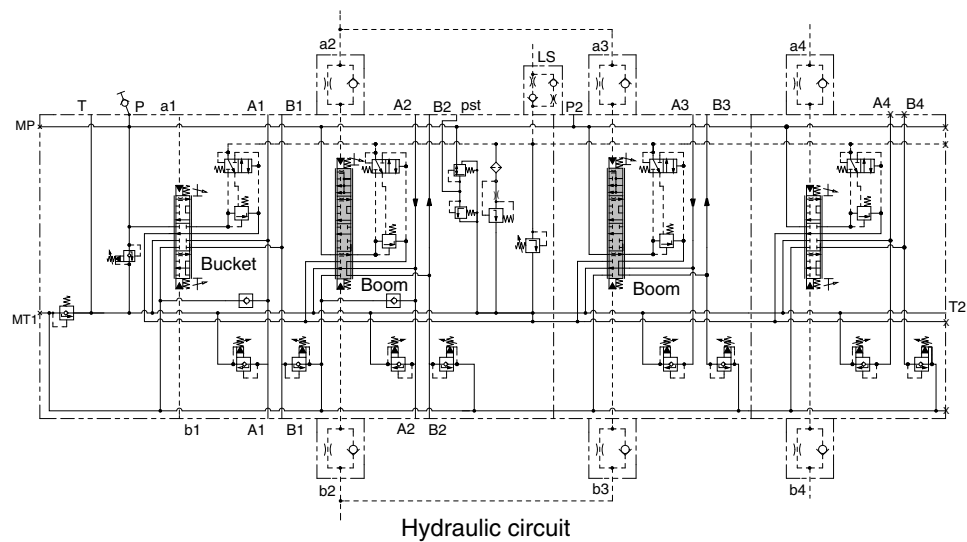 a2 a3 a4
LS
T P a1 A1 B1 A2 B2 pst P2 A3 B3 A4 B4
MP
Bucket
Boom Boom
MT1 T2
b1 A1 B1 A2 B2
b2 b3 b4
Hydraulic circuit